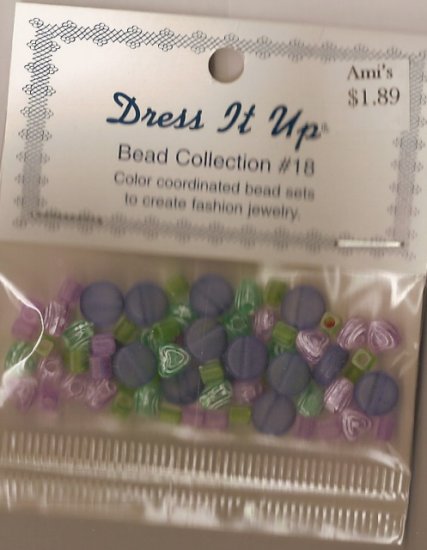 Ami's
$1.89
Dress It Up®
Bead Collection #18
Color coordinated bead sets
to create fashion jewelry.